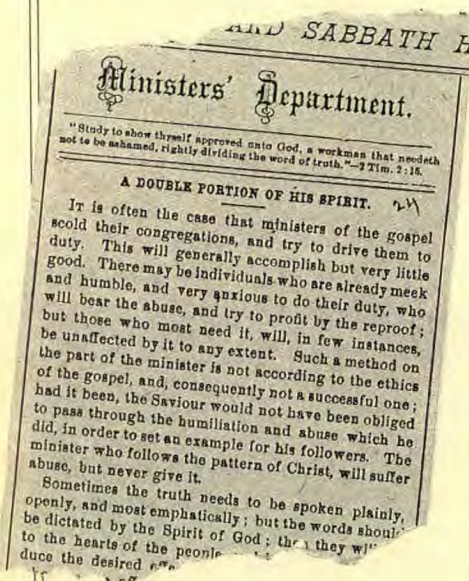 AND SABBATH H
Ministers' Department.
"Study to show thyself approved unto God, a workman that needeth
not to be ashamed, rightly dividing the word of truth."—2 Tim. 2:15.
A DOUBLE PORTION OF HIS SPIRIT. 24
IT is often the case that ministers of the gospel
scold their congregations, and try to drive them to
duty. This will generally accomplish but very little
good. There may be individuals who are already meek
and humble, and very anxious to do their duty, who
will bear the abuse, and try to profit by the reproof;
but those who most need it, will, in few instances,
be unaffected by it to any extent. Such a method on
the part of the minister is not according to the ethics
of the gospel, and, consequently not a successful one;
had it been, the Saviour would not have been obliged
to pass through the humiliation and abuse which he
did, in order to set an example for his followers. The
minister who follows the pattern of Christ, will suffer
abuse, but never give it.
Sometimes the truth needs to be spoken plainly,
openly, and most emphatically; but the words shoul
be dictated by the Spirit of God; then they wi
to the hearts of the people
duce the desired